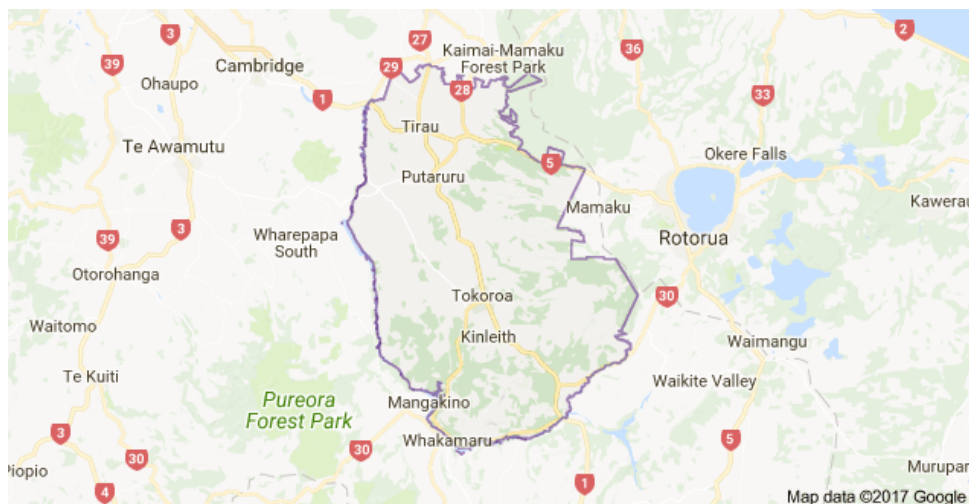 2
3
27
36
Kaimai-Mamaku
Forest Park
39
Cambridge
29
Ohaupo
28
33
1
Tirau
Te Awamutu
Okere Falls
5
Putaruru
Kawerau
Mamaku
3
Wharepapa
South
39
Rotorua
Otorohanga
Tokoroa
30
Waitomo
Kinleith
Waimangu
Te Kuiti
Waikite Valley
Pureora
Forest Park
Mangakino
3
Whakamaru
5
30
30
Piopio
Murupar
4
1
Map data ©2017 Google